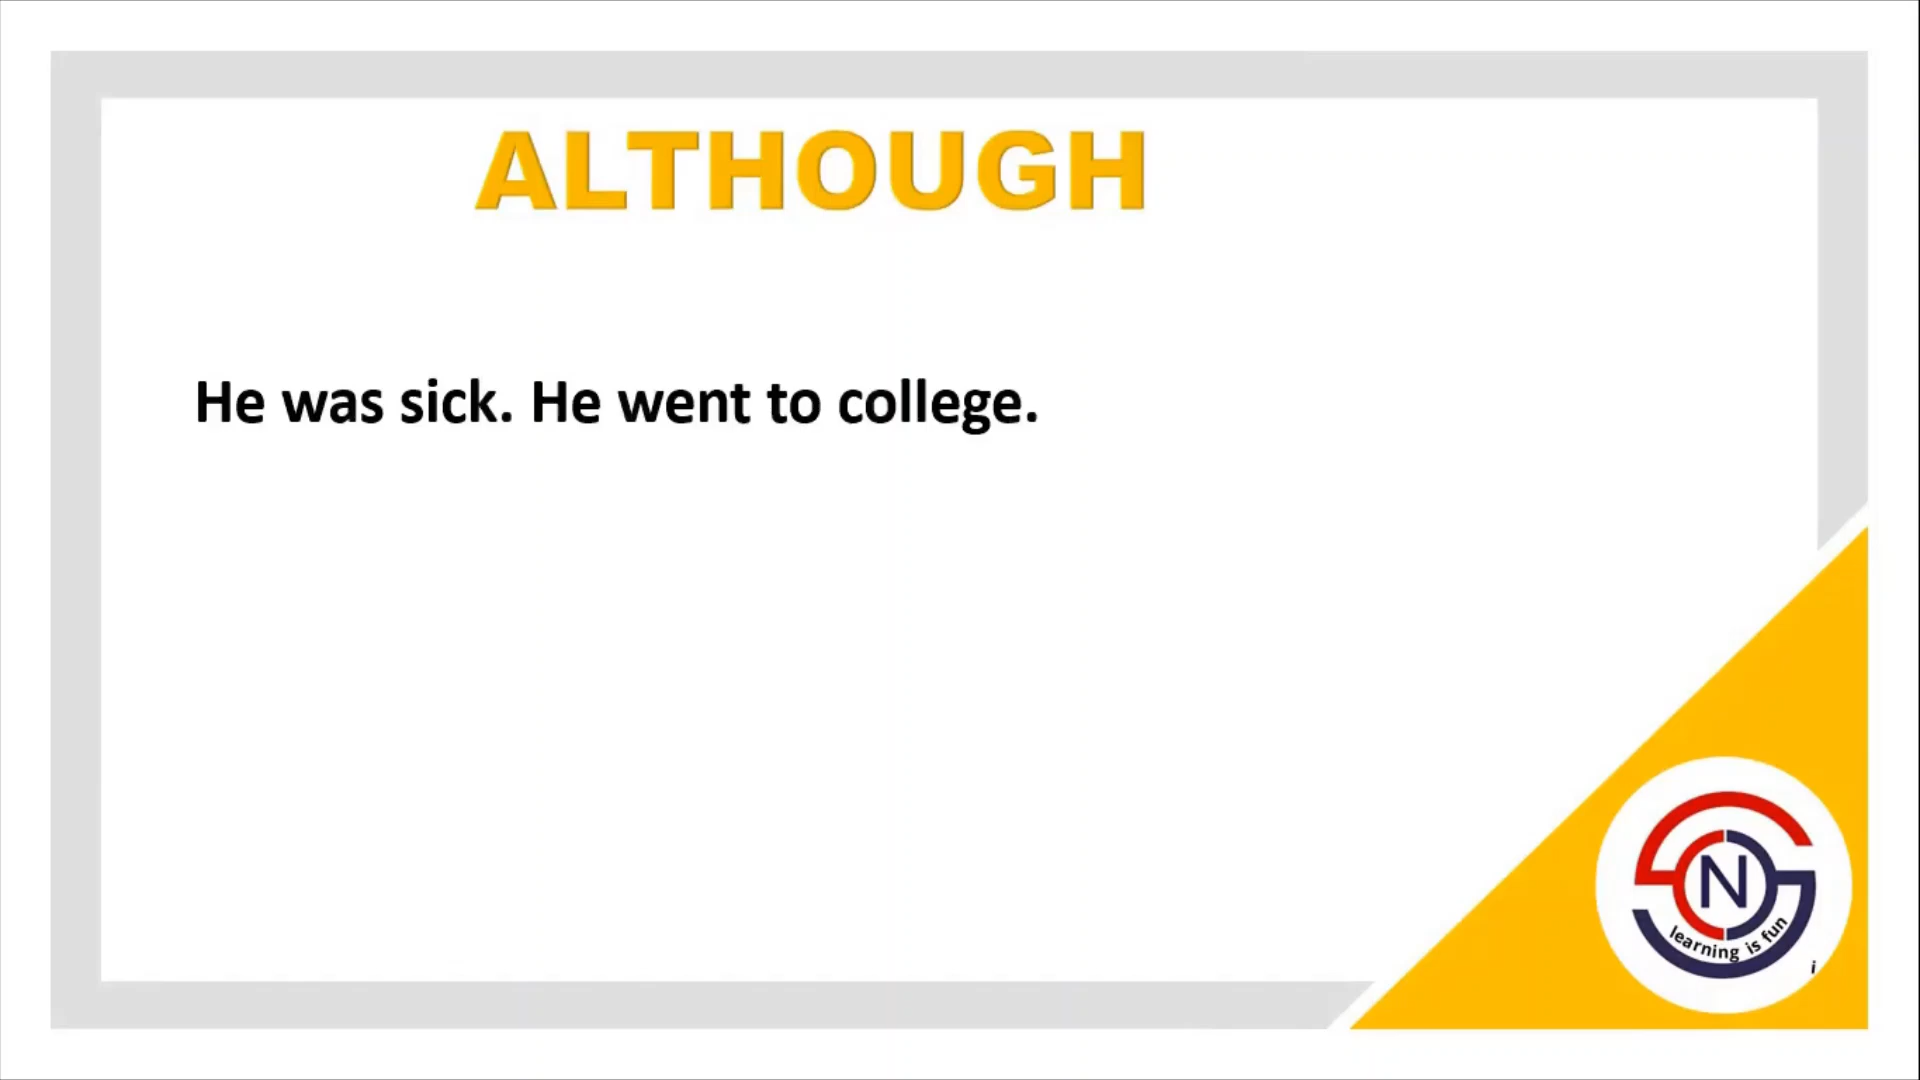 ALTHOUGH
He was sick. He went to college.
N
learning is fun
i